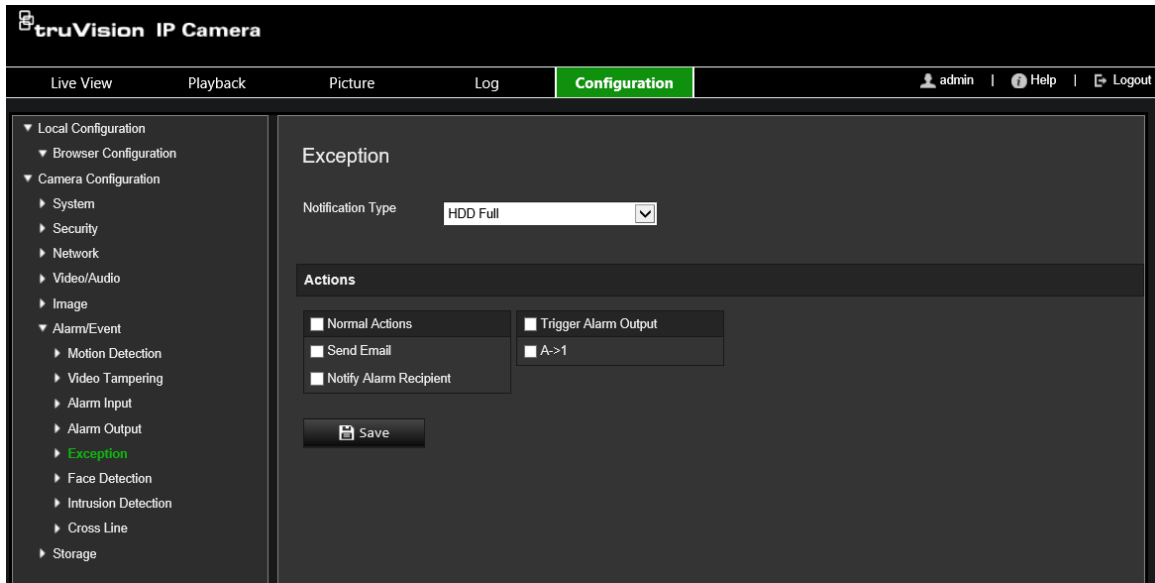 truVision IP Camera
Live View Playback Picture Log Configuration admin | Help | Logout
Local Configuration
Browser Configuration
Camera Configuration
System
Security
Network
Video/Audio
Image
Alarm/Event
Motion Detection
Video Tampering
Alarm Input
Alarm Output
Exception
Face Detection
Intrusion Detection
Cross Line
Storage
Exception
Notification Type HDD Full
Actions
Normal Actions Trigger Alarm Output
Send Email A->1
Notify Alarm Recipient
Save